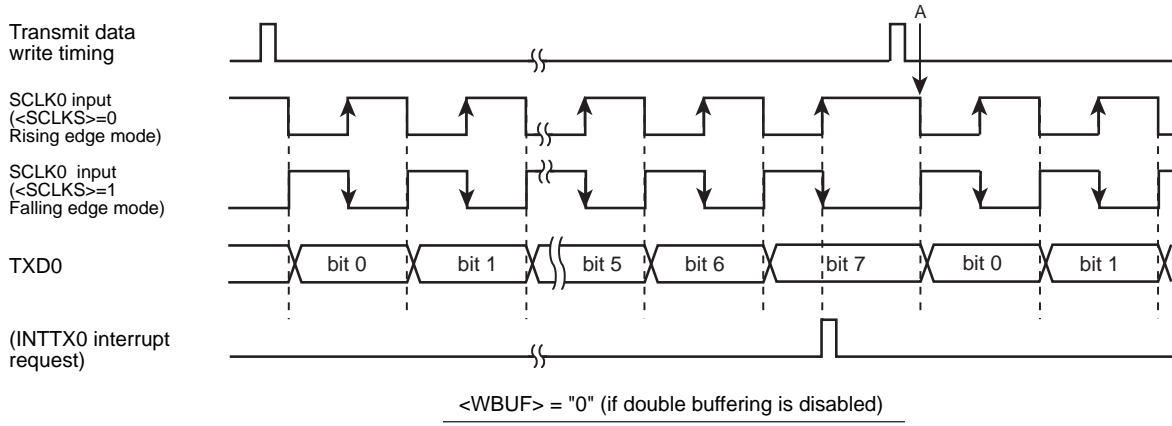 A
Transmit data
write timing
SCLK0 input
(<SCLKS>=0
Rising edge mode)
SCLK0 input
(<SCLKS>=1
Falling edge mode)
TXD0
bit 0 bit 1 bit 5 bit 6 bit 7 bit 0 bit 1
(INTTX0 interrupt
request)
<WBUF> = "0" (if double buffering is disabled)